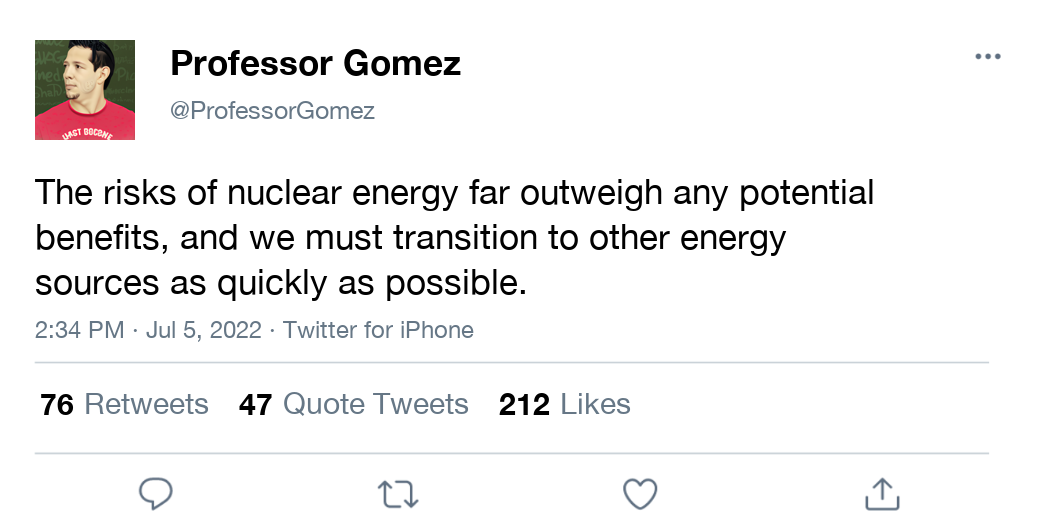 Professor Gomez
@ProfessorGomez
The risks of nuclear energy far outweigh any potential
benefits, and we must transition to other energy
sources as quickly as possible.
2:34 PM · Jul 5, 2022 · Twitter for iPhone
76 Retweets 47 Quote Tweets 212 Likes